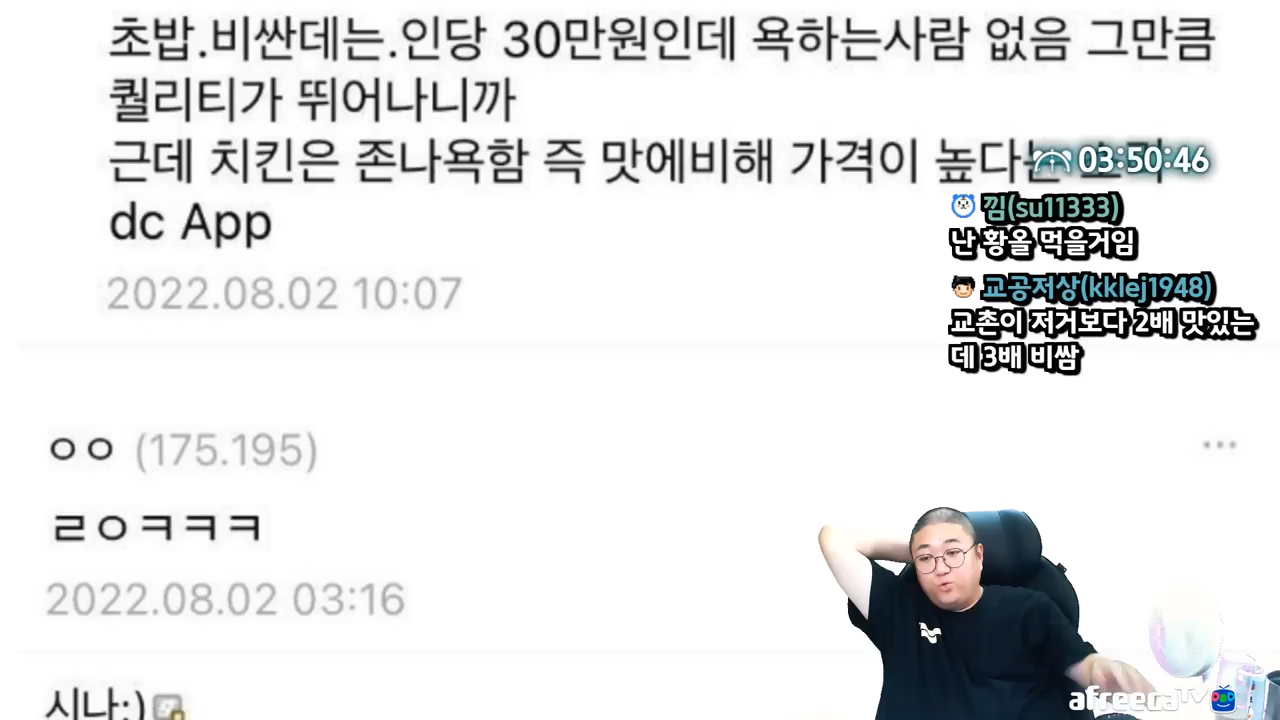 초밥.비싼데는.인당 30만원인데 욕하는사람 없음 그만큼
퀄리티가 뛰어나니까
근데 치킨은 존나욕함 즉 맛에비해 가격이 높다는
dc App
2022.08.02 10:07
03:50:46
낌(su11333)
난 황올 먹을거임
교공저상(kklej1948)
교촌이 저거보다 2배 맛있는
데 3배 비쌈
ㅇㅇ (175.195)
ㄹㅇㅋㅋㅋ
2022.08.02 03:16
시나:)
afreecaTV